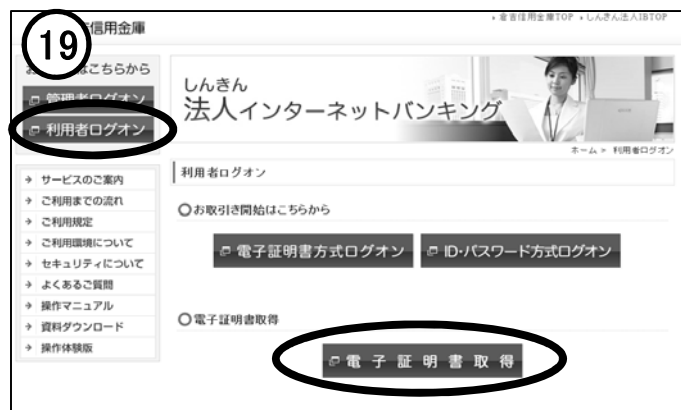 倉吉信用金庫TOP しんきん法人IBTOP
19
信用金庫
こちらから
管理者ログオン
利用者ログオン
しんきん
法人インターネットバンキング
ホーム > 利用者ログオン
サービスのご案内
ご利用までの流れ
ご利用規定
ご利用環境について
セキュリティについて
よくあるご質問
操作マニュアル
資料ダウンロード
操作体験版
利用者ログオン
お取引き開始はこちらから
電子証明書方式ログオン ID・パスワード方式ログオン
電子証明書取得
電子証明書取得